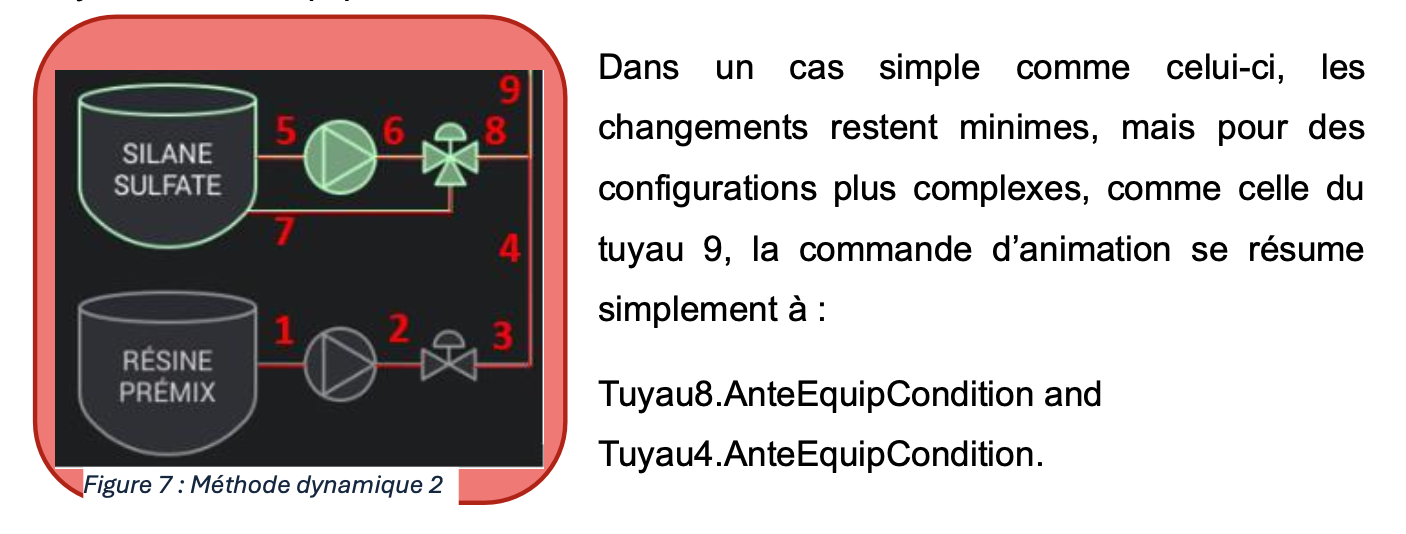 Dans un cas simple comme celui-ci, les
changements restent minimes, mais pour des
configurations plus complexes, comme celle du
tuyau 9, la commande d’animation se résume
simplement à :
Tuyau8.AnteEquipCondition and
Tuyau4.AnteEquipCondition.
9
5
6
8
SILANE
SULFATE
7
4
1
2
3
RÉSINE
PRÉMIX
Figure 7 : Méthode dynamique 2